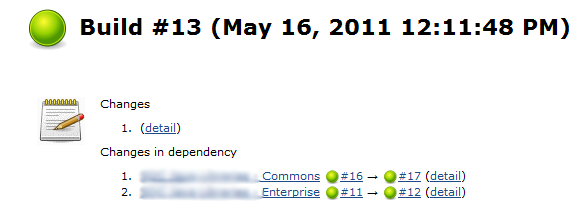 Build #13 (May 16, 2011 12:11:48 PM)
Changes
1. (detail)
Changes in dependency
1. Commons #16 → #17 (detail)
2. Enterprise #11 → #12 (detail)